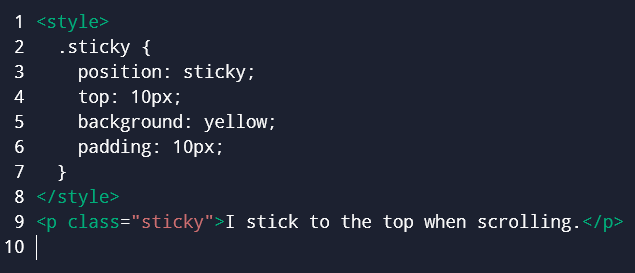 1 <style>
2   .sticky {
3     position: sticky;
4     top: 10px;
5     background: yellow;
6     padding: 10px;
7   }
8 </style>
9 <p class="sticky">I stick to the top when scrolling.</p>
10